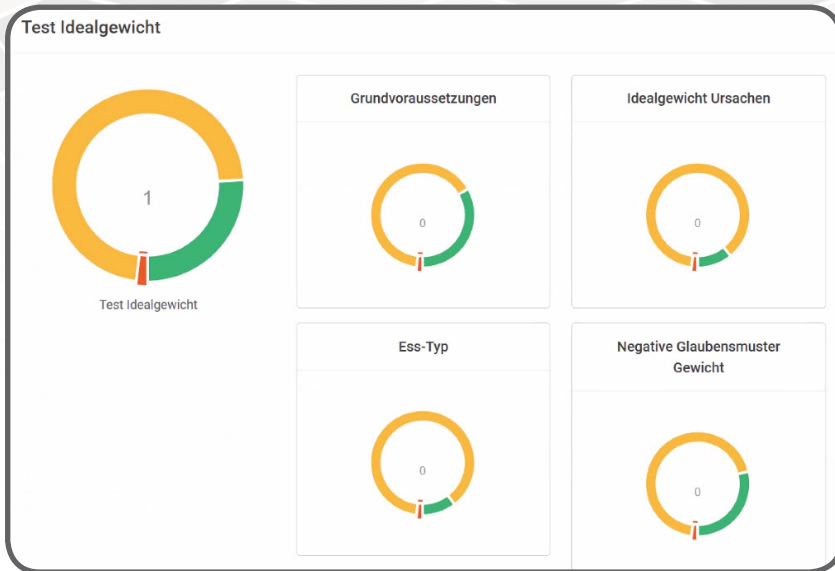 Test Idealgewicht
1
Test Idealgewicht
Grundvoraussetzungen
0
Idealgewicht Ursachen
0
Ess-Typ
0
Negative Glaubensmuster
Gewicht
0